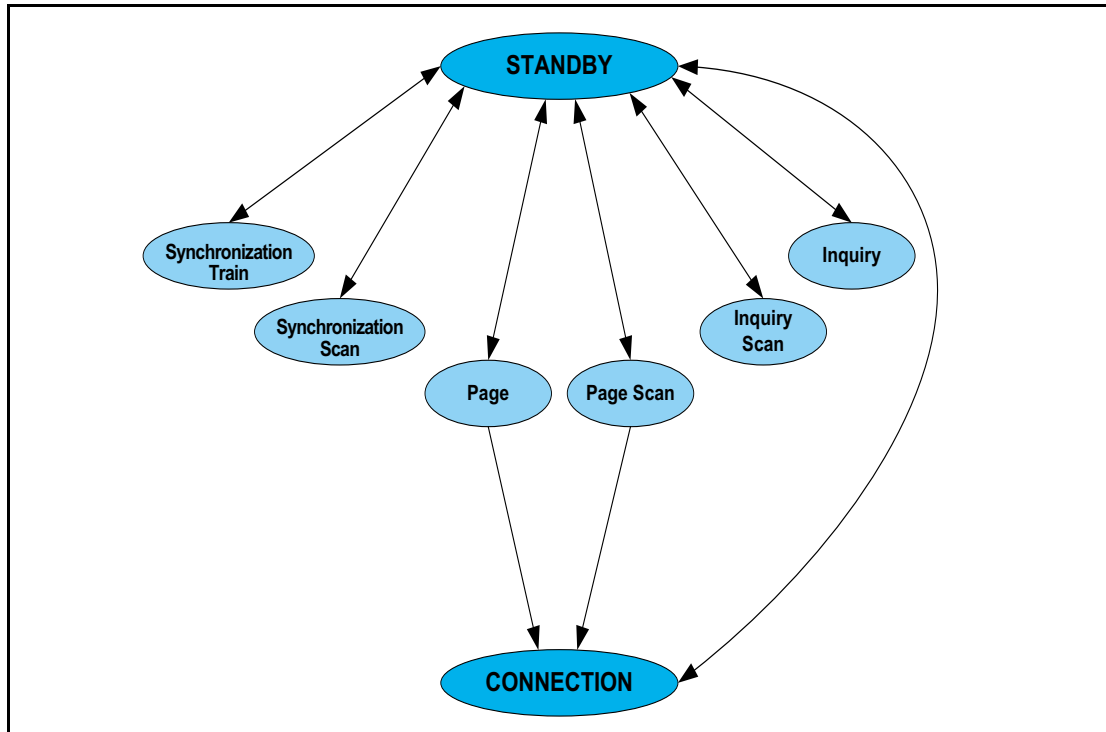 STANDBY
Synchronization
Train
Inquiry
Synchronization
Scan
Inquiry
Scan
Page
Page Scan
CONNECTION